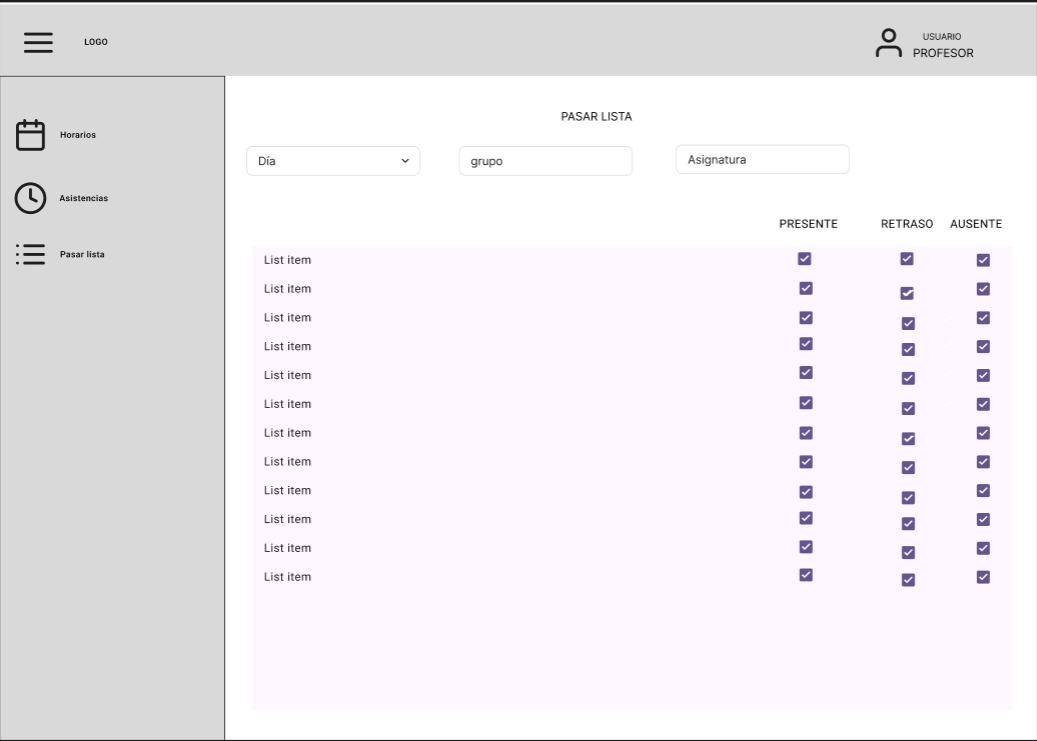 LOGO
USUARIO
PROFESOR
Horarios
Asistencias
Pasar lista
PASAR LISTA
Día
grupo
Asignatura
PRESENTE RETRASO AUSENTE
List item
List item
List item
List item
List item
List item
List item
List item
List item
List item
List item
List item